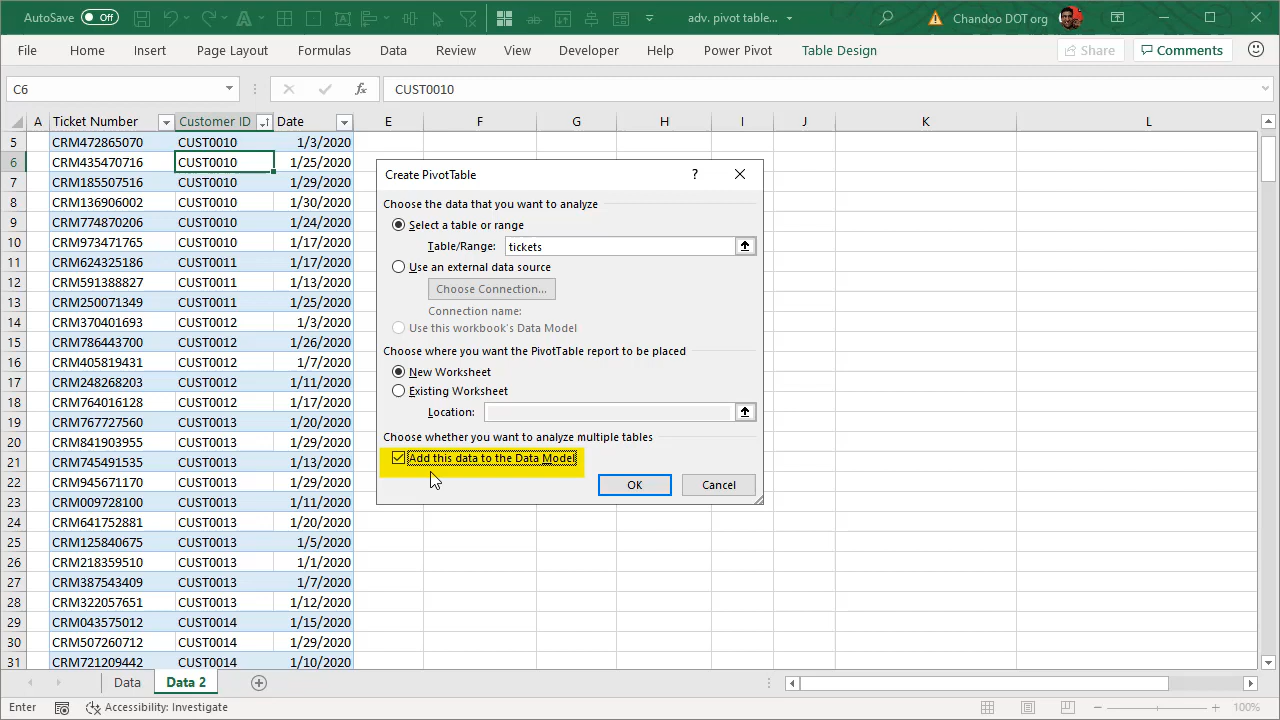 AutoSave Off adv. pivot table... Chandoo DOT org
File Home Insert Page Layout Formulas Data Review View Developer Help Power Pivot Table Design Share Comments
C6 fx CUST0010
A Ticket Number Customer ID Date E F G H I J K L
5 CRM472865070 CUST0010 1/3/2020
6 CRM435470716 CUST0010 1/25/2020
7 CRM185507516 CUST0010 1/29/2020
8 CRM136906002 CUST0010 1/30/2020
9 CRM774870206 CUST0010 1/24/2020
10 CRM973471765 CUST0010 1/17/2020
11 CRM624325186 CUST0011 1/17/2020
12 CRM591388827 CUST0011 1/13/2020
13 CRM250071349 CUST0011 1/25/2020
14 CRM370401693 CUST0012 1/3/2020
15 CRM786443700 CUST0012 1/26/2020
16 CRM405819431 CUST0012 1/7/2020
17 CRM248268203 CUST0012 1/11/2020
18 CRM764016128 CUST0012 1/17/2020
19 CRM767727560 CUST0013 1/20/2020
20 CRM841903955 CUST0013 1/29/2020
21 CRM745491535 CUST0013 1/13/2020
22 CRM945671170 CUST0013 1/29/2020
23 CRM009728100 CUST0013 1/11/2020
24 CRM641752881 CUST0013 1/20/2020
25 CRM125840675 CUST0013 1/5/2020
26 CRM218359510 CUST0013 1/1/2020
27 CRM387543409 CUST0013 1/7/2020
28 CRM322057651 CUST0013 1/12/2020
29 CRM043575012 CUST0014 1/15/2020
30 CRM507260712 CUST0014 1/29/2020
31 CRM721209442 CUST0014 1/10/2020
Create PivotTable ?
Choose the data that you want to analyze
Select a table or range
Table/Range: tickets
Use an external data source
Choose Connection...
Connection name:
Use this workbook's Data Model
Choose where you want the PivotTable report to be placed
New Worksheet
Existing Worksheet
Location:
Choose whether you want to analyze multiple tables
Add this data to the Data Model
OK Cancel
Data Data 2
Enter Accessibility: Investigate 100%